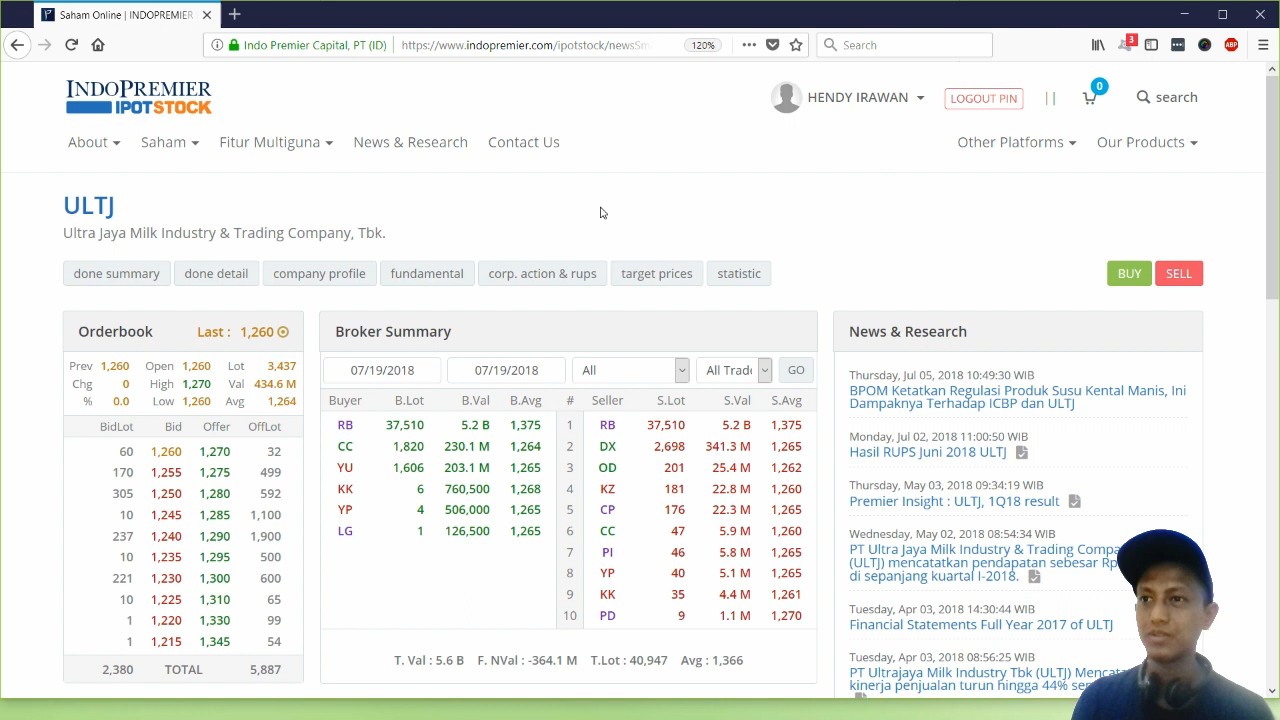 Saham Online | INDOPREMIER
Indo Premier Capital, PT (ID)
https://www.indopremier.com/ipotstock/newsSm
120%
Search
3
ABP
INDOPREMIER
IPOTSTOCK
HENDY IRAWAN
LOGOUT PIN
||
0
search
About
Saham
Fitur Multiguna
News & Research
Contact Us
Other Platforms
Our Products
ULTJ
Ultra Jaya Milk Industry & Trading Company, Tbk.
done summary
done detail
company profile
fundamental
corp. action & rups
target prices
statistic
BUY
SELL
Orderbook Last : 1,260
Prev 1,260 Open 1,260 Lot 3,437
Chg 0 High 1,270 Val 434.6 M
% 0.0 Low 1,260 Avg 1,264
BidLot Bid Offer OffLot
60 1,260 1,270 32
170 1,255 1,275 499
305 1,250 1,280 592
10 1,245 1,285 1,100
237 1,240 1,290 1,900
10 1,235 1,295 500
221 1,230 1,300 600
10 1,225 1,310 65
1 1,220 1,330 99
1 1,215 1,345 54
2,380 TOTAL 5,887
Broker Summary
07/19/2018 07/19/2018 All All Trad GO
Buyer B.Lot B.Val B.Avg # Seller S.Lot S.Val S.Avg
RB 37,510 5.2 B 1,375 1 RB 37,510 5.2 B 1,375
CC 1,820 230.1 M 1,264 2 DX 2,698 341.3 M 1,265
YU 1,606 203.1 M 1,265 3 OD 201 25.4 M 1,262
KK 6 760,500 1,268 4 KZ 181 22.8 M 1,260
YP 4 506,000 1,265 5 CP 176 22.3 M 1,265
LG 1 126,500 1,265 6 CC 47 5.9 M 1,260
7 PI 46 5.8 M 1,265
8 YP 40 5.1 M 1,265
9 KK 35 4.4 M 1,261
10 PD 9 1.1 M 1,270
T. Val : 5.6 B F. NVal : -364.1 M T.Lot : 40,947 Avg : 1,366
News & Research
Thursday, Jul 05, 2018 10:49:30 WIB
BPOM Ketatkan Regulasi Produk Susu Kental Manis, Ini
Dampaknya Terhadap ICBP dan ULTJ
Monday, Jul 02, 2018 11:00:50 WIB
Hasil RUPS Juni 2018 ULTJ
Thursday, May 03, 2018 09:34:19 WIB
Premier Insight : ULTJ, 1Q18 result
Wednesday, May 02, 2018 08:54:34 WIB
PT Ultra Jaya Milk Industry & Trading Compa
(ULTJ) mencatatkan pendapatan sebesar Rp
di sepanjang kuartal I-2018.
Tuesday, Apr 03, 2018 14:30:44 WIB
Financial Statements Full Year 2017 of ULTJ
Tuesday, Apr 03, 2018 08:56:25 WIB
PT Ultrajaya Milk Industry Tbk (ULTJ) Mencata
kinerja penjualan turun hingga 44% se